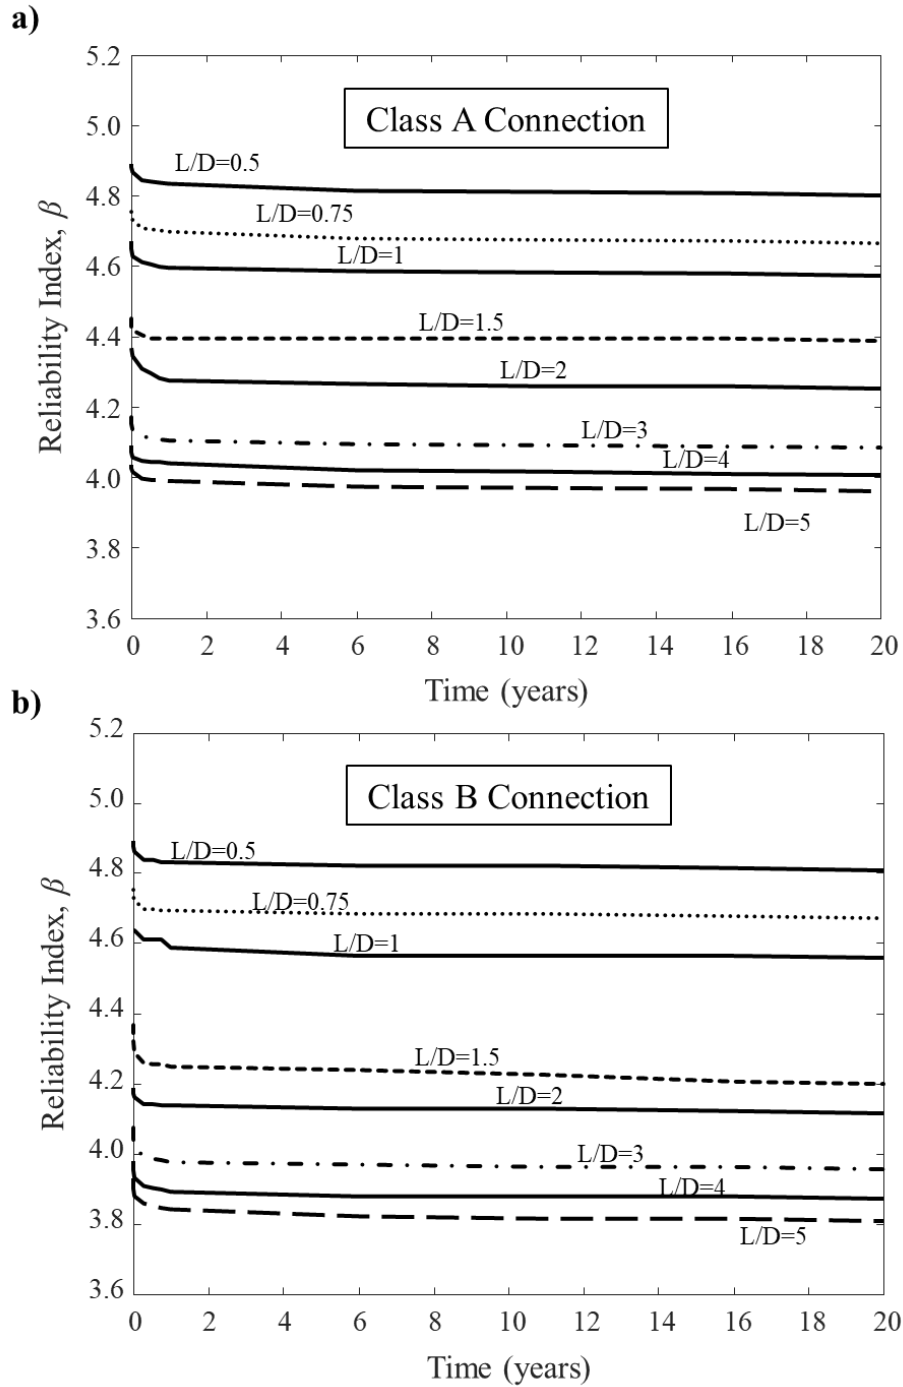 a)
Class A Connection
Reliability Index, β
5.2
5.0
4.8
4.6
4.4
4.2
4.0
3.8
3.6
L/D=0.5
L/D=0.75
L/D=1
L/D=1.5
L/D=2
L/D=3
L/D=4
L/D=5
0 2 4 6 8 10 12 14 16 18 20
Time (years)
b)
Class B Connection
Reliability Index, β
5.2
5.0
4.8
4.6
4.4
4.2
4.0
3.8
3.6
L/D=0.5
L/D=0.75
L/D=1
L/D=1.5
L/D=2
L/D=3
L/D=4
L/D=5
0 2 4 6 8 10 12 14 16 18 20
Time (years)